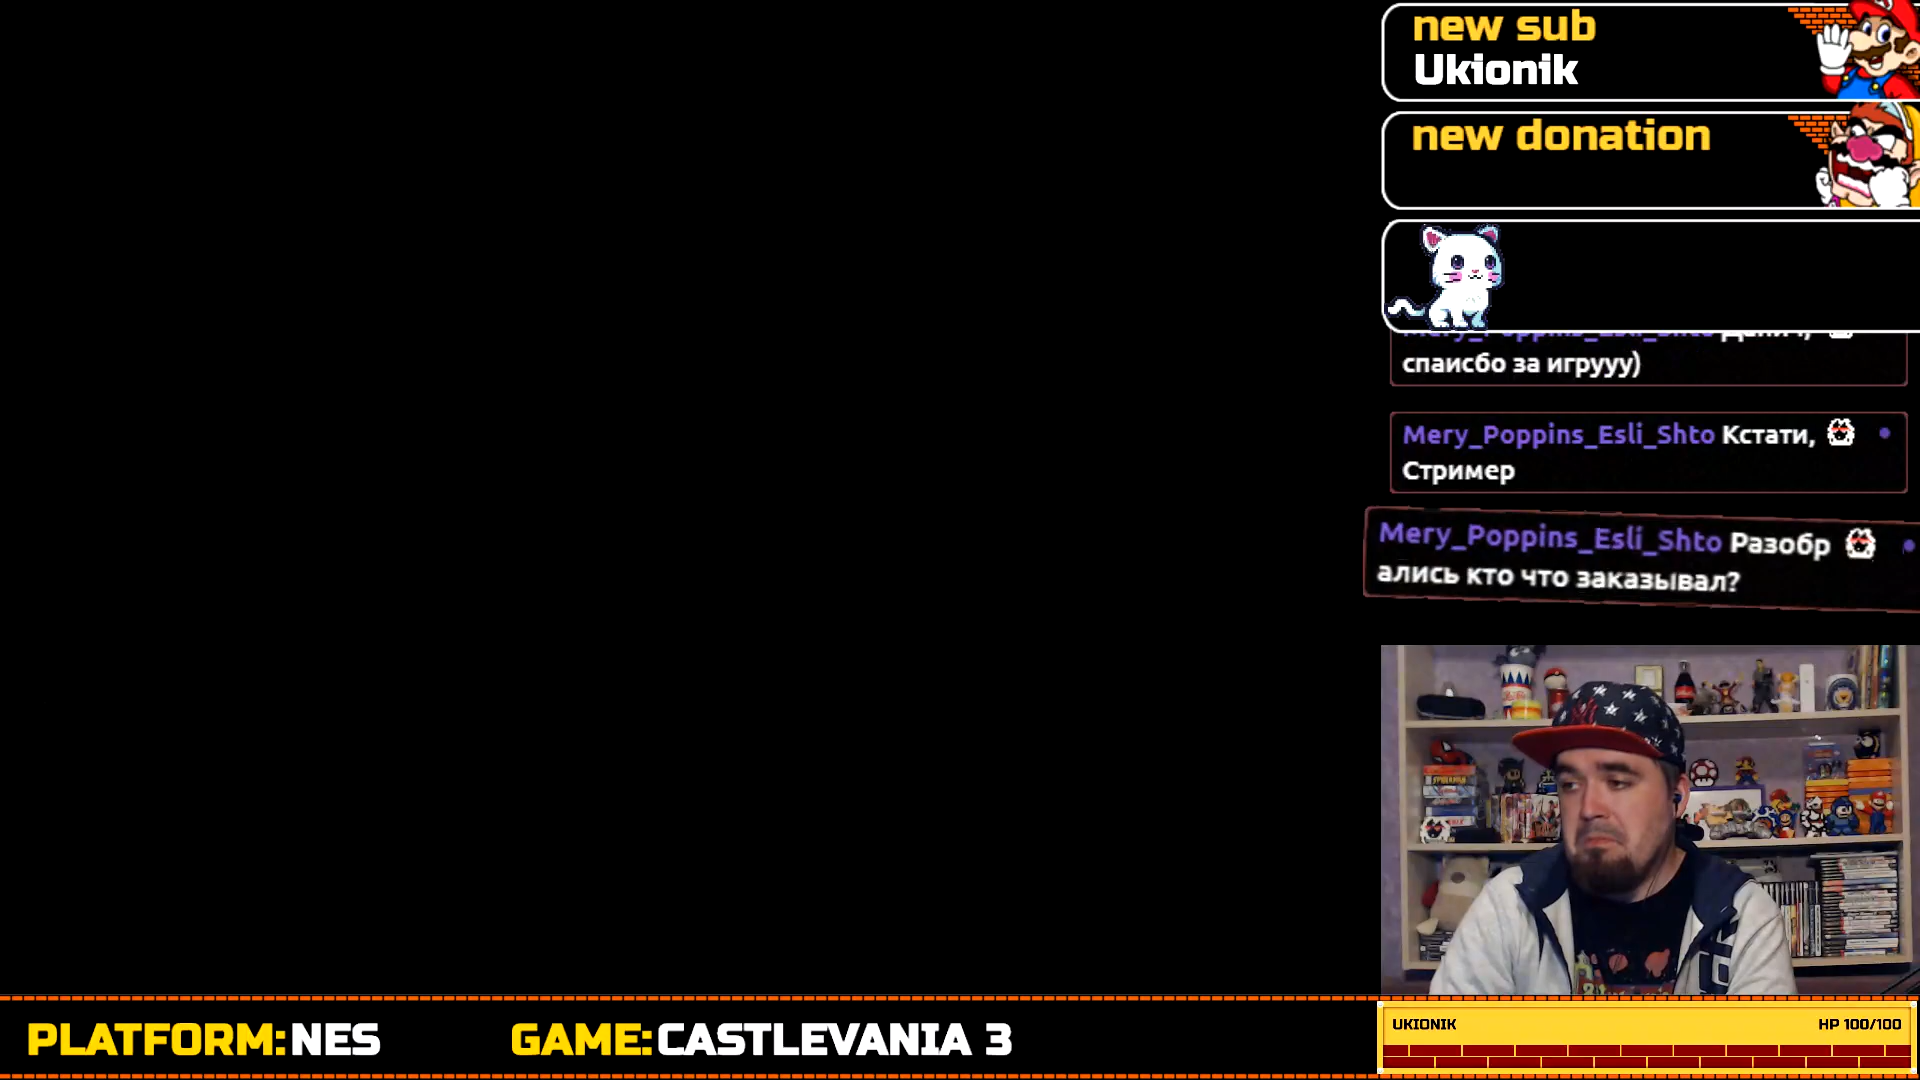 new sub
Ukionik
new donation
спаисбо за игрууу)
Mery_Poppins_Esli_Shto Кстати,
Стример
Mery_Poppins_Esli_Shto Разобр
ались кто что заказывал?
PLATFORM:NES
GAME:CASTLEVANIA 3
UKIONIK
HP 100/100